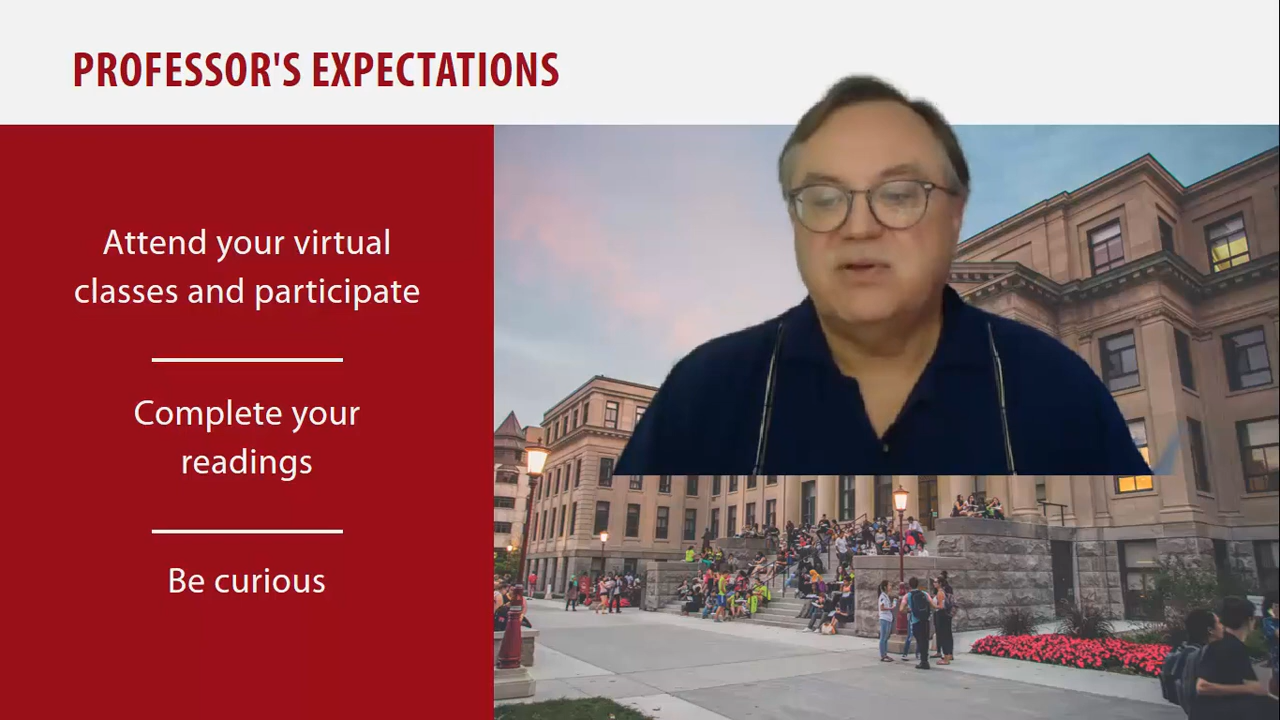 PROFESSOR'S EXPECTATIONS
Attend your virtual
classes and participate
Complete your
readings
Be curious